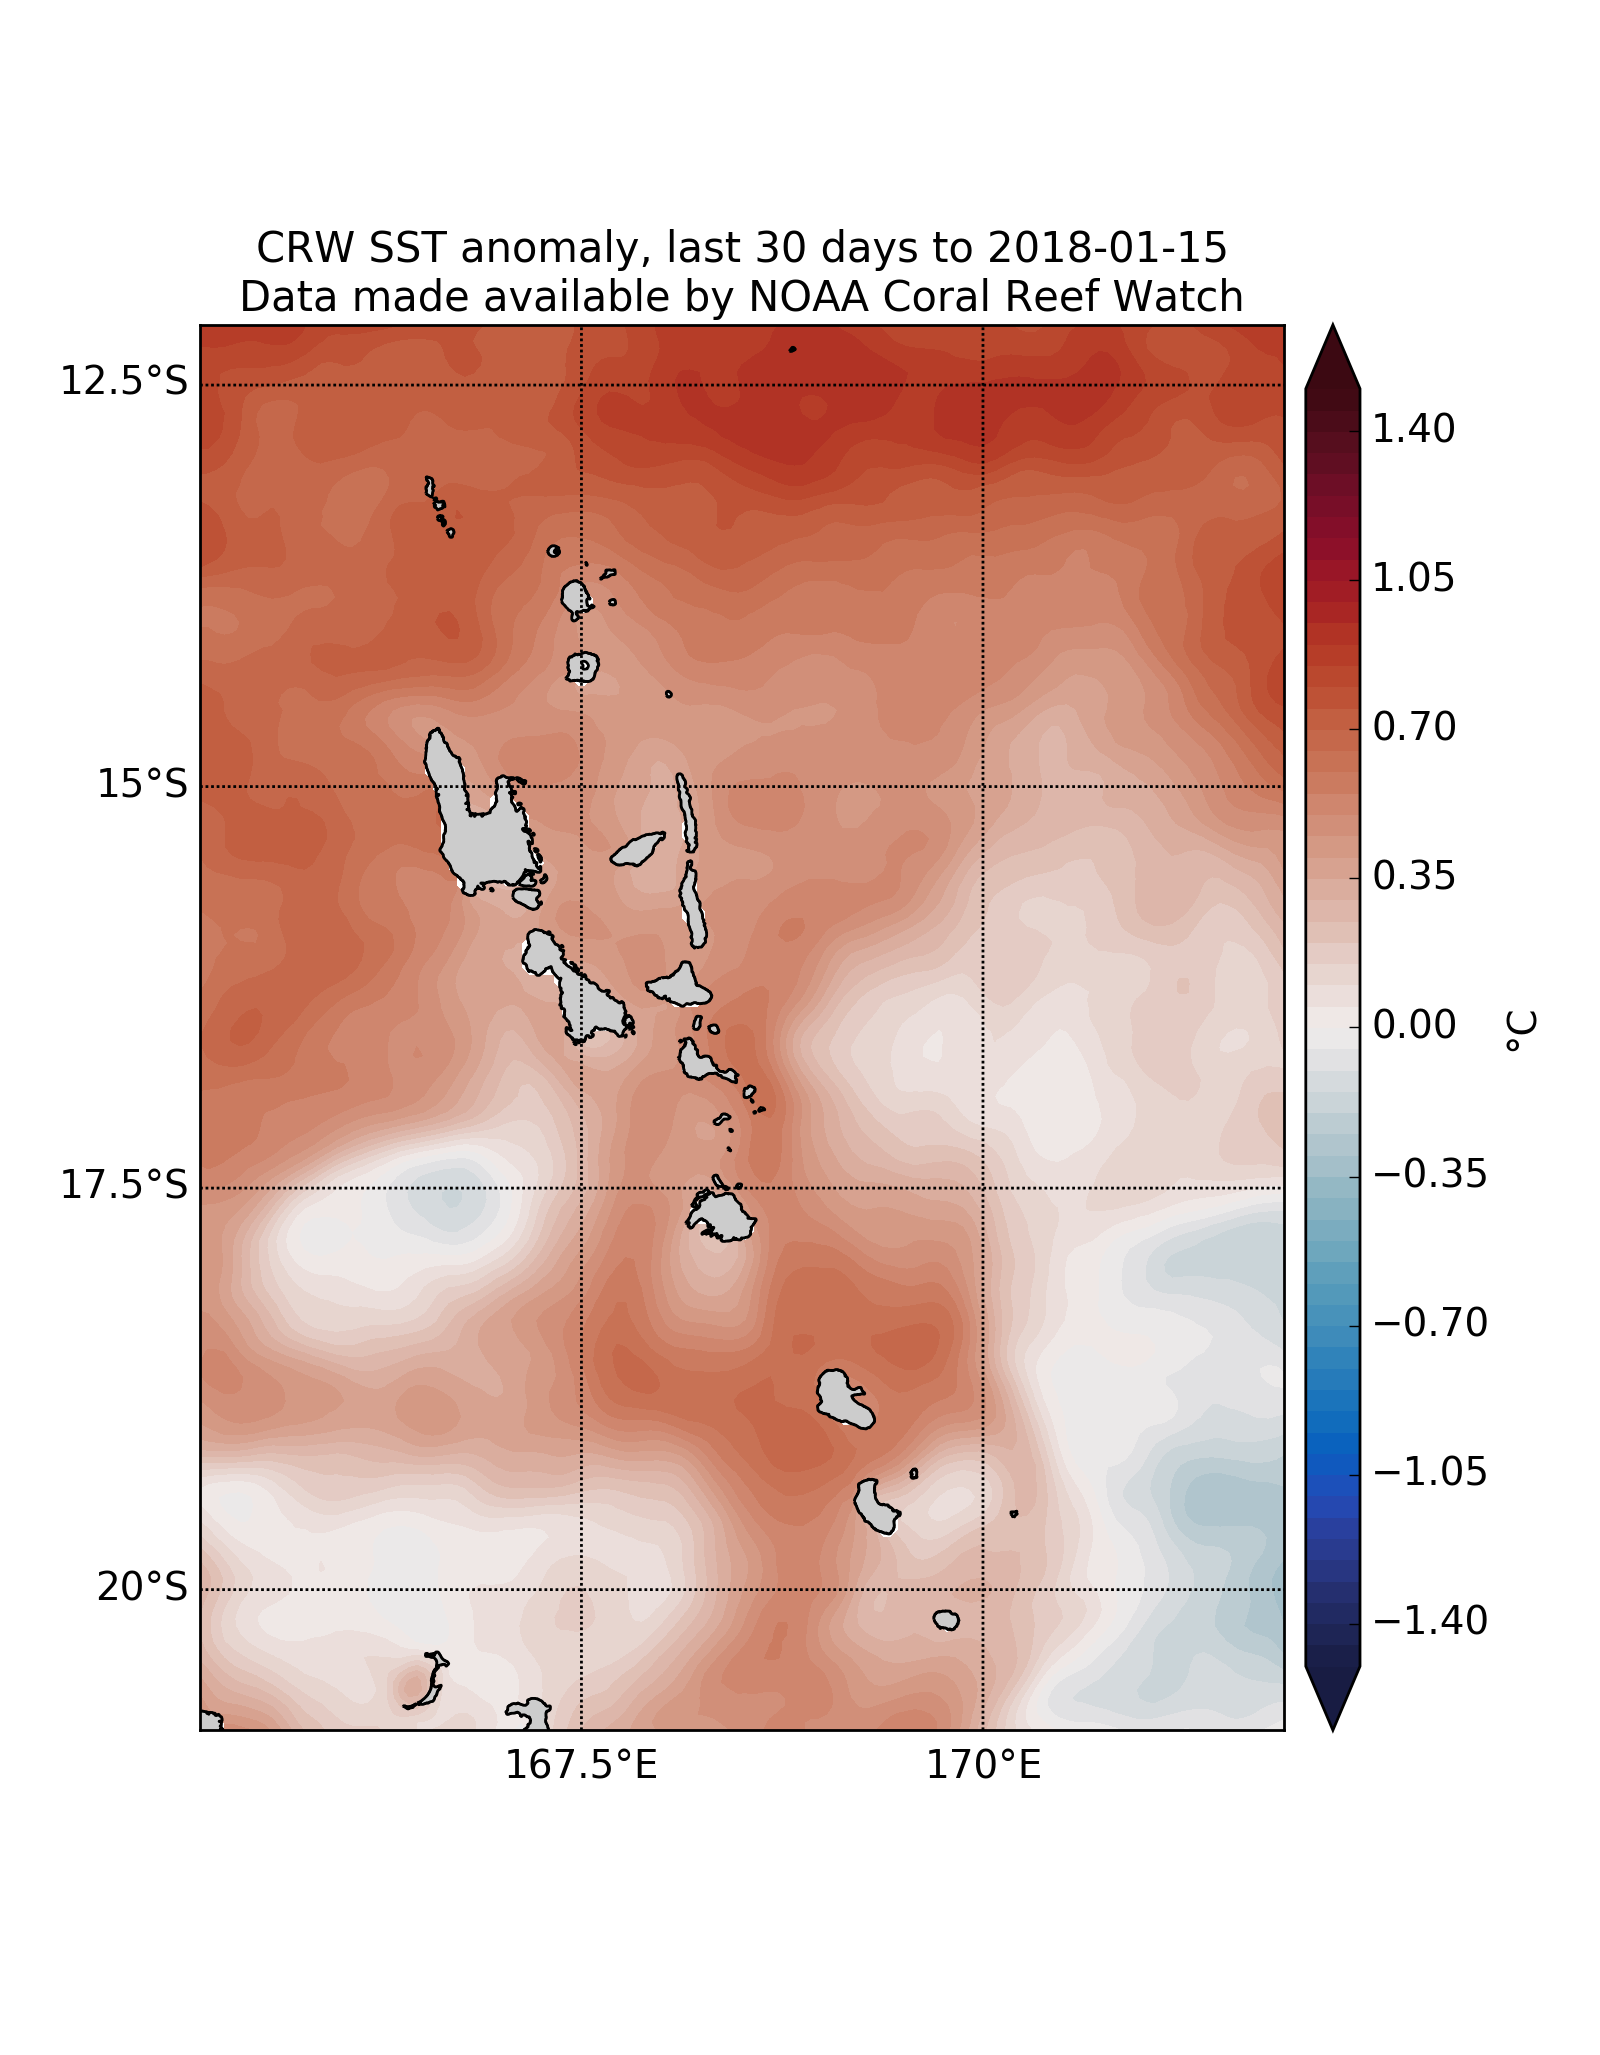 CRW SST anomaly, last 30 days to 2018-01-15
Data made available by NOAA Coral Reef Watch
12.5°S
15°S
17.5°S
20°S
167.5°E
170°E
1.40
1.05
0.70
0.35
0.00
−0.35
−0.70
−1.05
−1.40
°C